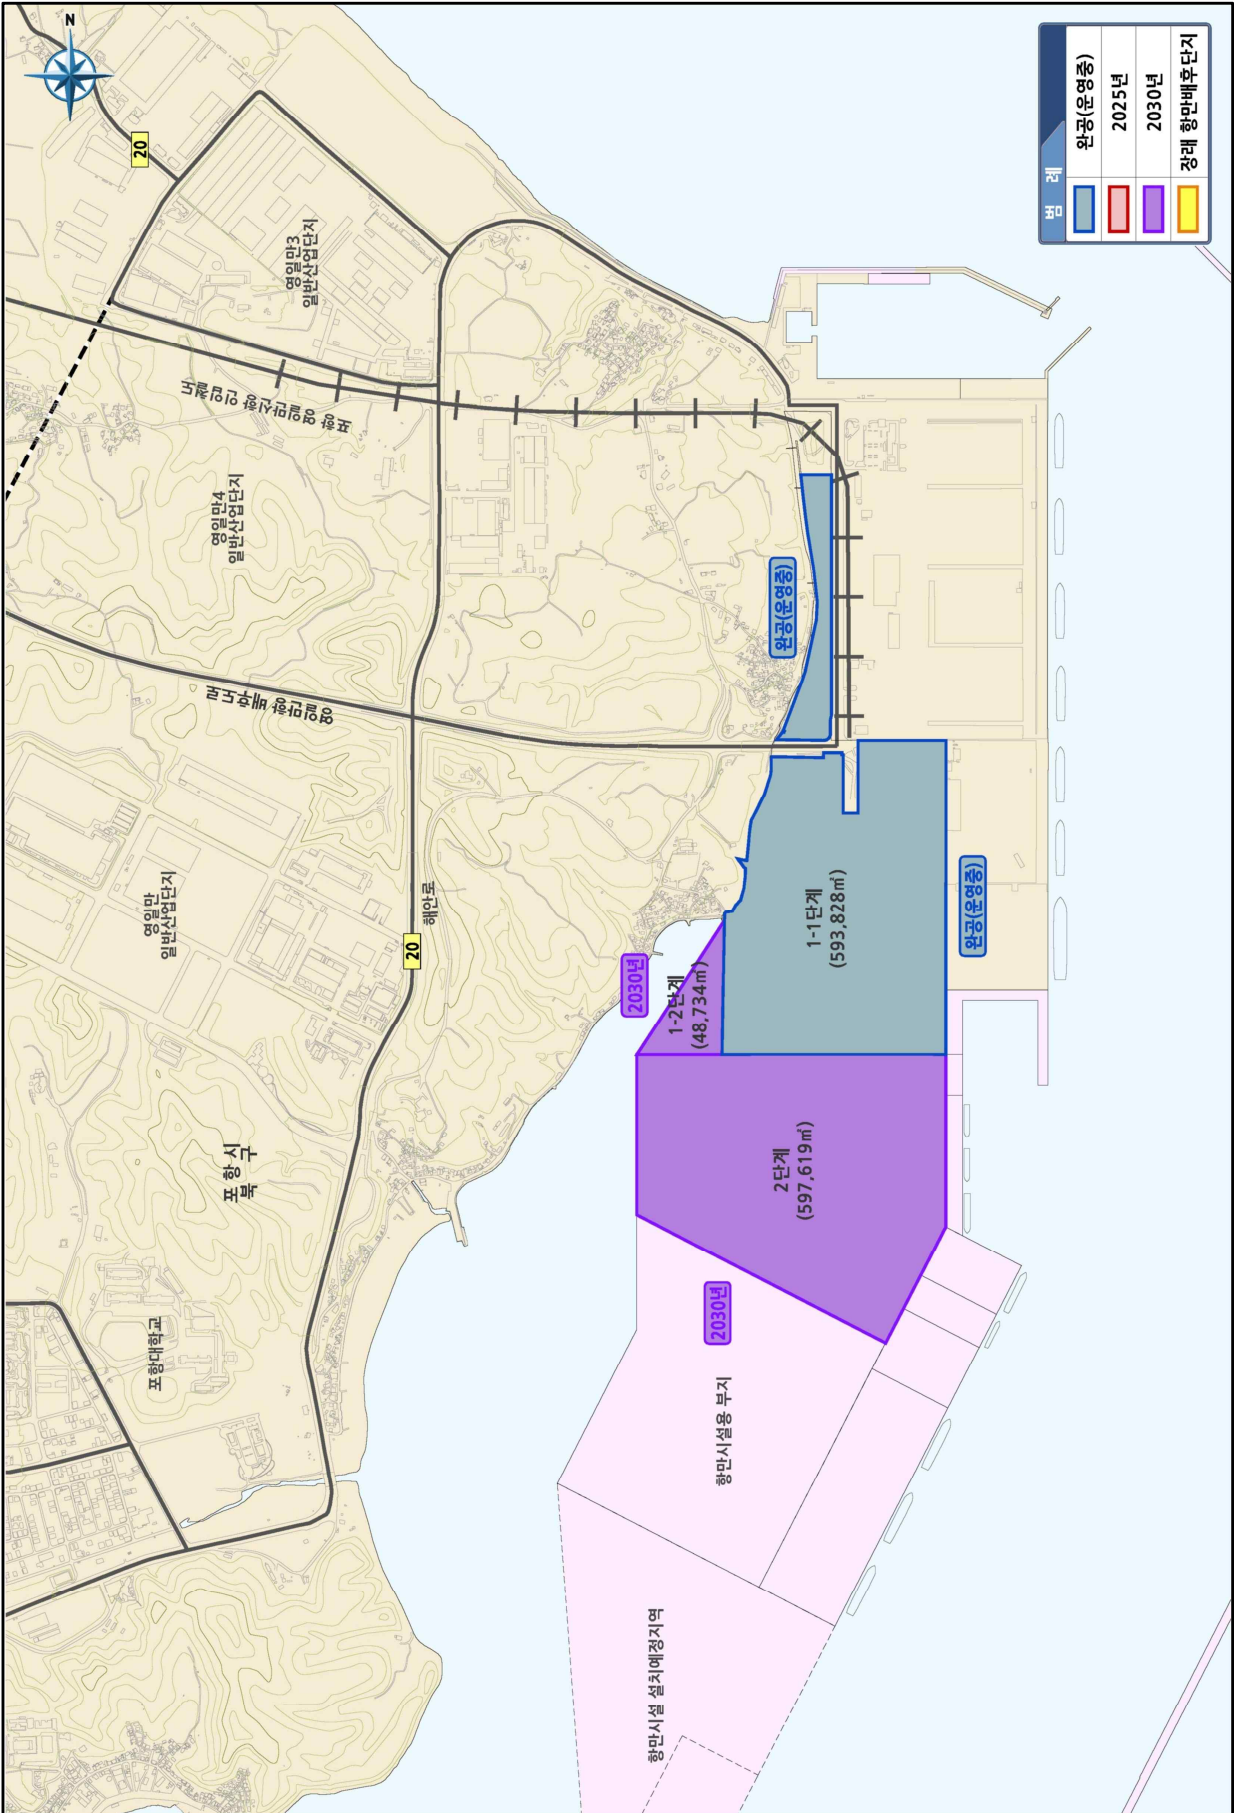 N
범 례
완공(운영중)
2025년
2030년
장래 항만배후단지
20
영일만3
일반산업단지
포항 영일만신항 인입철도
영일만4
일반산업단지
완공(운영중)
영일만항 배후도로
영일만
일반산업단지
20
해안로
1-1단계
(593,828㎡)
완공(운영중)
2030년
1-2단계
(48,734㎡)
포 항 시
북 구
2단계
(597,619㎡)
2030년
포항대학교
항만시설용 부지
항만시설 설치예정지역